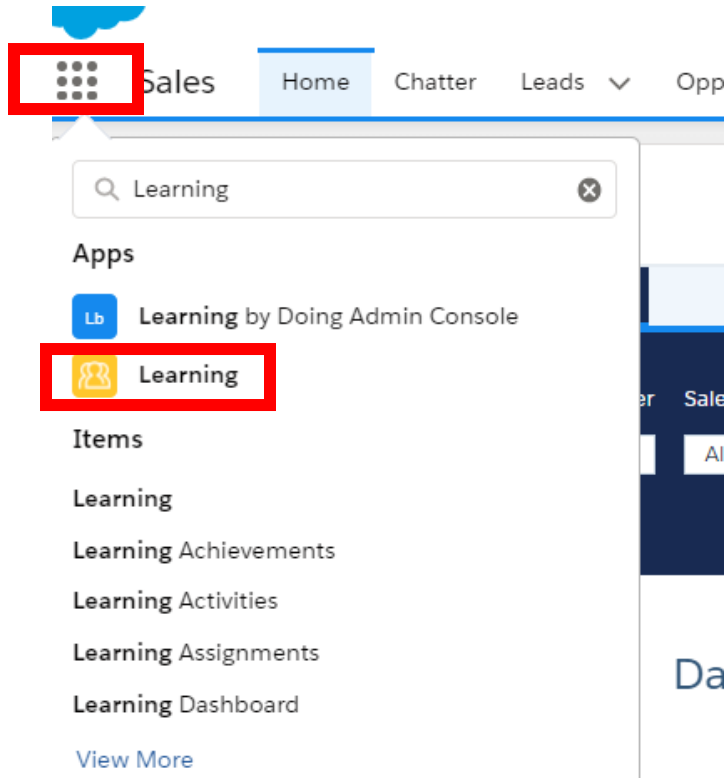 Sales Home Chatter Leads
Learning
Apps
Lb Learning by Doing Admin Console
Learning
Items
Learning
Learning Achievements
Learning Activities
Learning Assignments
Learning Dashboard
View More